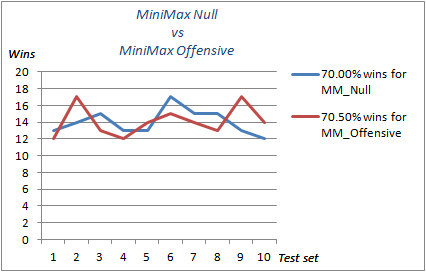 MiniMax Null
vs
MiniMax Offensive
Wins
20
18
16
14
12
10
8
6
4
2
0
1 2 3 4 5 6 7 8 9 10 Test set
70.00% wins for
MM_Null
70.50% wins for
MM_Offensive